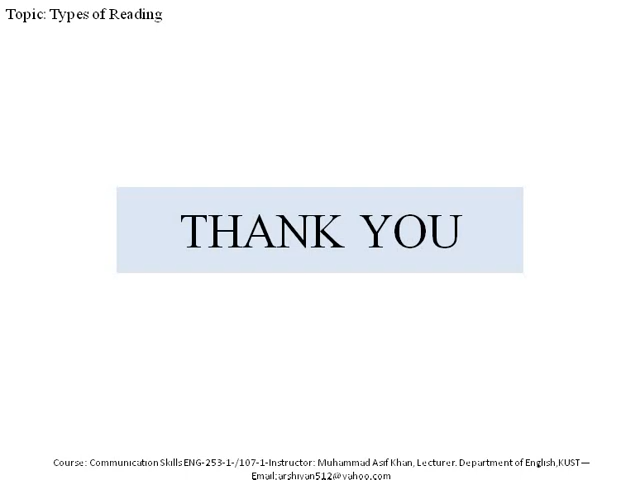 Topic: Types of Reading
THANK YOU
Course: Communication Skills ENG-253-1-/107-1-Instructor: Muhammad Asif Khan, Lecturer. Department of English,KUST—
Email;arshivan512@yahoo.com